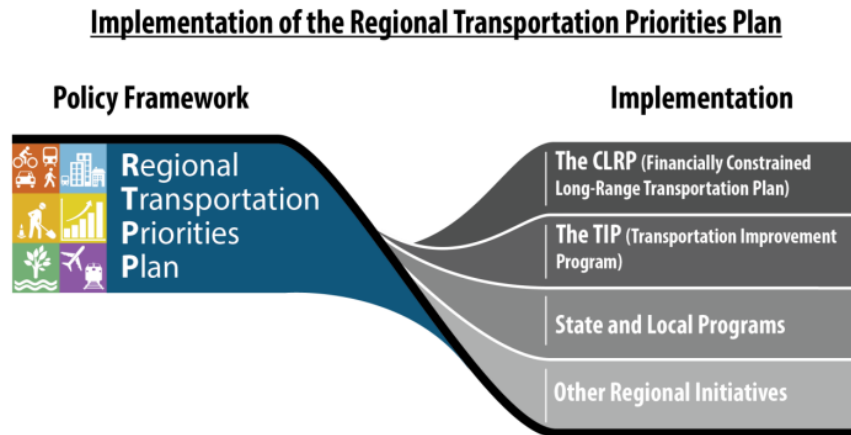 Implementation of the Regional Transportation Priorities Plan
Policy Framework
Implementation
Regional
Transportation
Priorities
Plan
The CLRP (Financially Constrained
Long-Range Transportation Plan)
The TIP (Transportation Improvement
Program)
State and Local Programs
Other Regional Initiatives